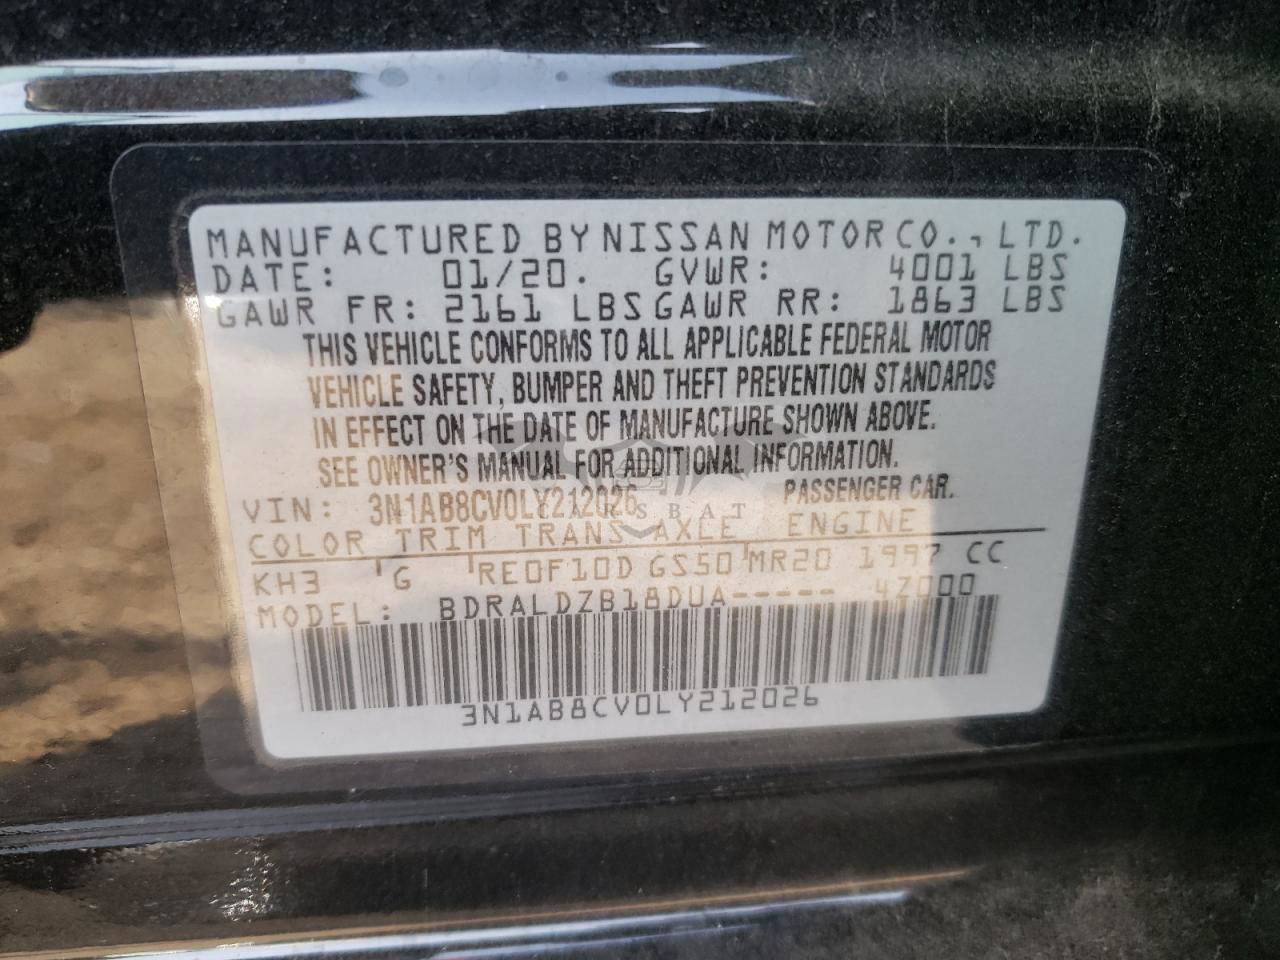 MANUFACTURED BY NISSAN MOTOR CO., LTD.
DATE: 01/20. GVWR: 4001 LBS
GAWR FR: 2161 LBS GAWR RR: 1863 LBS
THIS VEHICLE CONFORMS TO ALL APPLICABLE FEDERAL MOTOR
VEHICLE SAFETY, BUMPER AND THEFT PREVENTION STANDARDS
IN EFFECT ON THE DATE OF MANUFACTURE SHOWN ABOVE.
SEE OWNER'S MANUAL FOR ADDITIONAL INFORMATION.
VIN: 3N1AB8CV0LY212026 PASSENGER CAR.
CARSBAT
COLOR TRIM TRANS AXLE ENGINE
KH3 G RE0F10D GS50 MR20 1997 CC
MODEL: BDRALDZB18DUA----- 4Z000
3N1AB8CV0LY212026